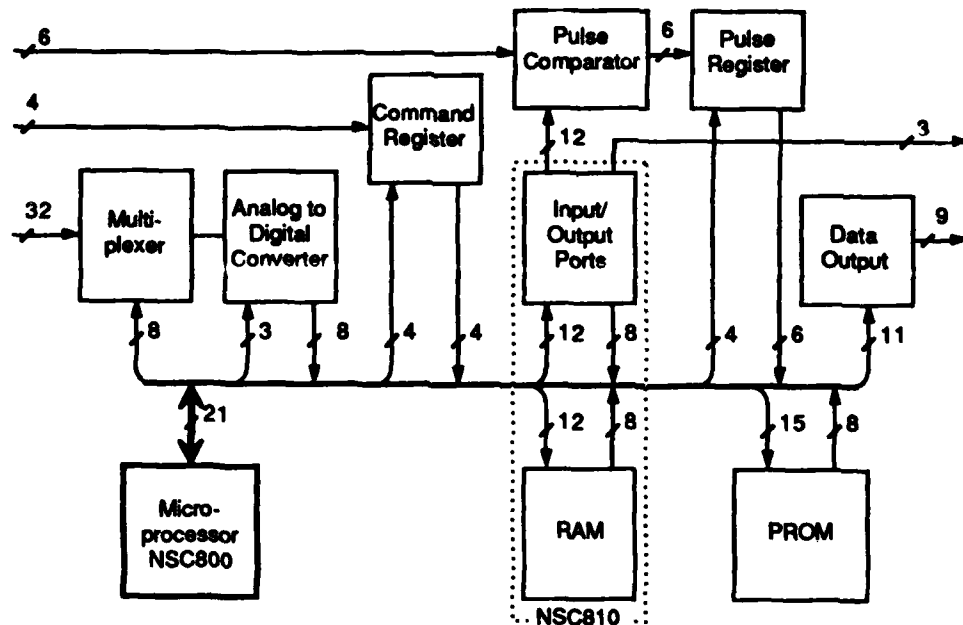 6
Pulse
Comparator
6
Pulse
Register
4
Command
Register
12
3
32
Multi-
plexer
Analog to
Digital
Converter
Input/
Output
Ports
Data
Output
9
8
3
8
4
4
12
8
4
6
11
21
12
8
15
8
Micro-
processor
NSC800
RAM
PROM
NSC810